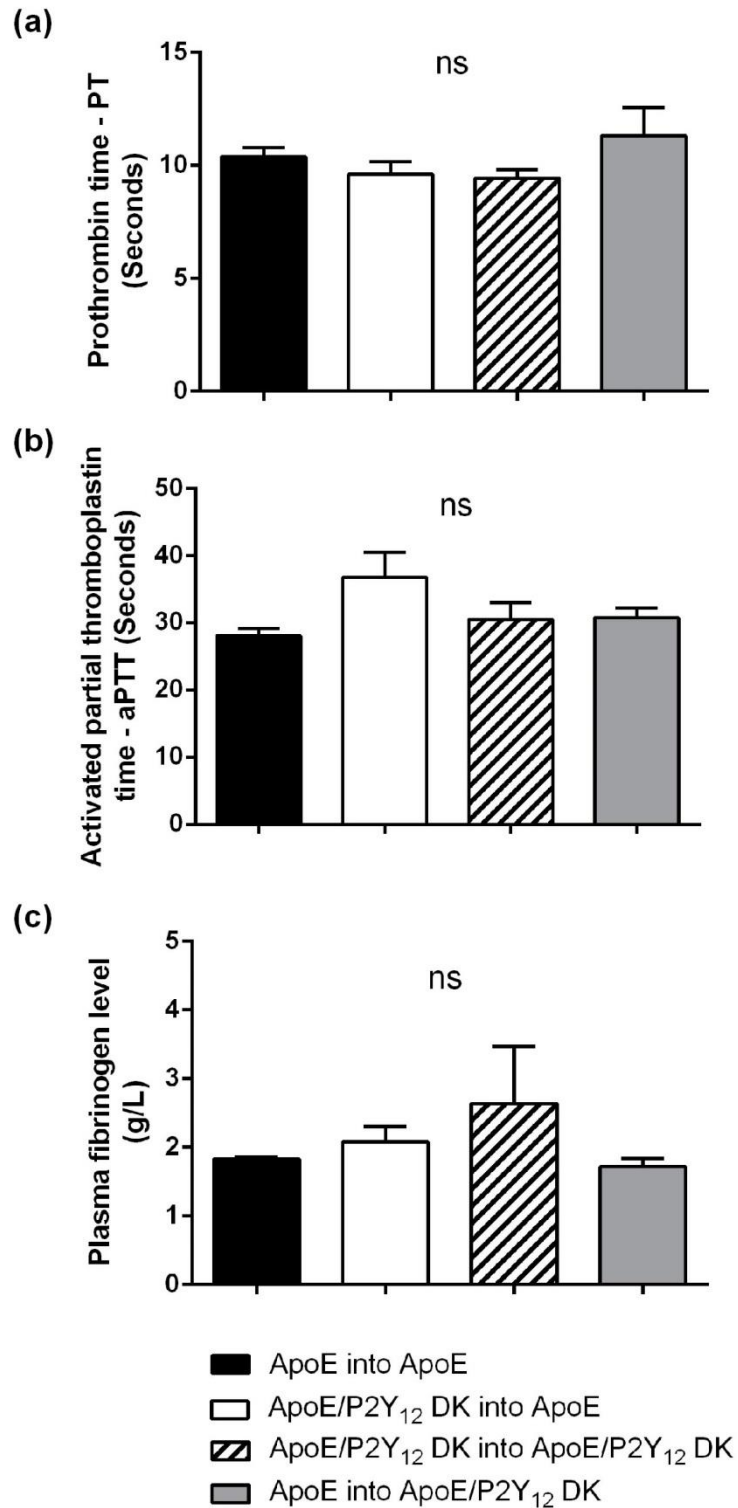 (a)
Prothrombin time - PT
(Seconds)
15
10
5
0
ns
(b)
Activated partial thromboplastin
time - aPTT (Seconds)
50
40
30
20
10
0
ns
(c)
Plasma fibrinogen level
(g/L)
5
4
3
2
1
0
ns
ApoE into ApoE
ApoE/P2Y₁₂ DK into ApoE
ApoE/P2Y₁₂ DK into ApoE/P2Y₁₂ DK
ApoE into ApoE/P2Y₁₂ DK